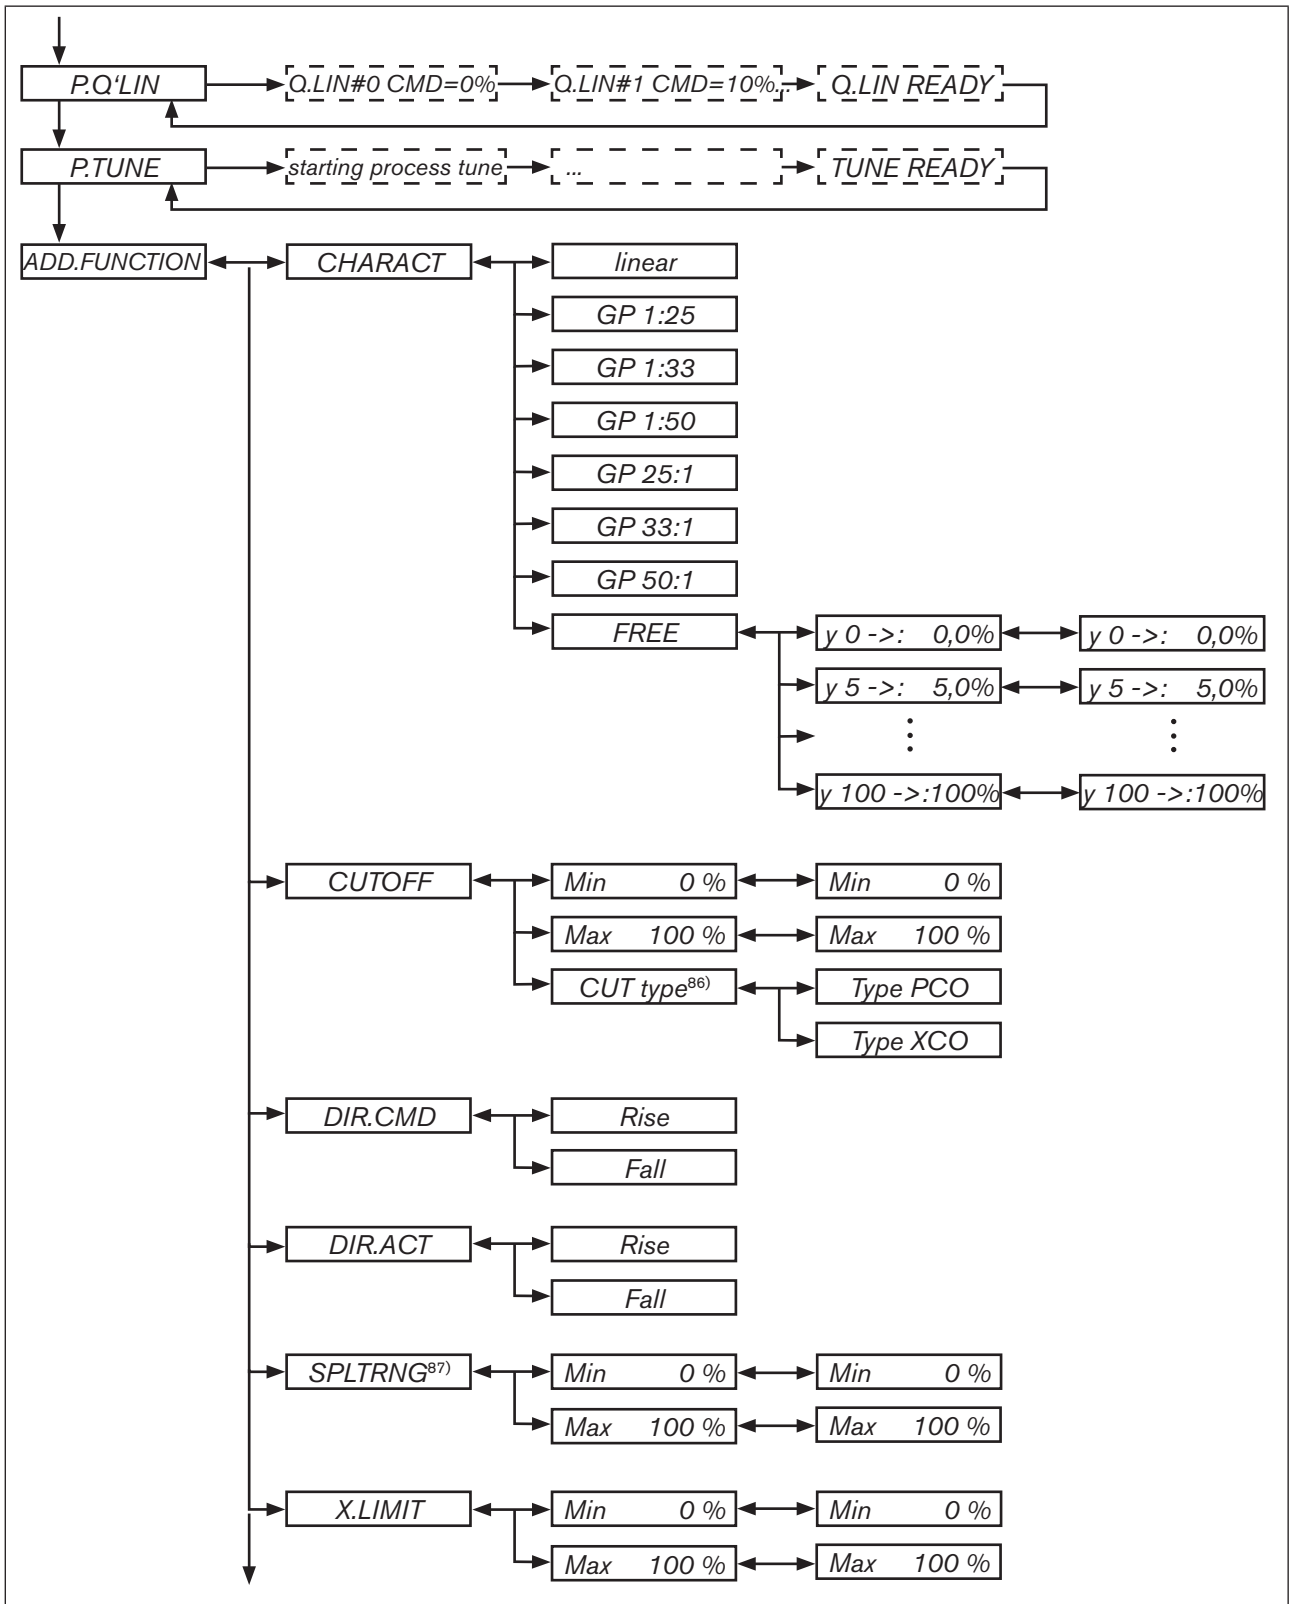 P.Q‘LIN Q.LIN#0 CMD=0% Q.LIN#1 CMD=10%... Q.LIN READY
P.TUNE starting process tune ... TUNE READY
ADD.FUNCTION CHARACT linear
GP 1:25
GP 1:33
GP 1:50
GP 25:1
GP 33:1
GP 50:1
FREE y 0 ->: 0,0% y 0 ->: 0,0%
y 5 ->: 5,0% y 5 ->: 5,0%
⋮ ⋮
y 100 ->:100% y 100 ->:100%
CUTOFF Min 0 % Min 0 %
Max 100 % Max 100 %
CUT type86) Type PCO
Type XCO
DIR.CMD Rise
Fall
DIR.ACT Rise
Fall
SPLTRNG87) Min 0 % Min 0 %
Max 100 % Max 100 %
X.LIMIT Min 0 % Min 0 %
Max 100 % Max 100 %